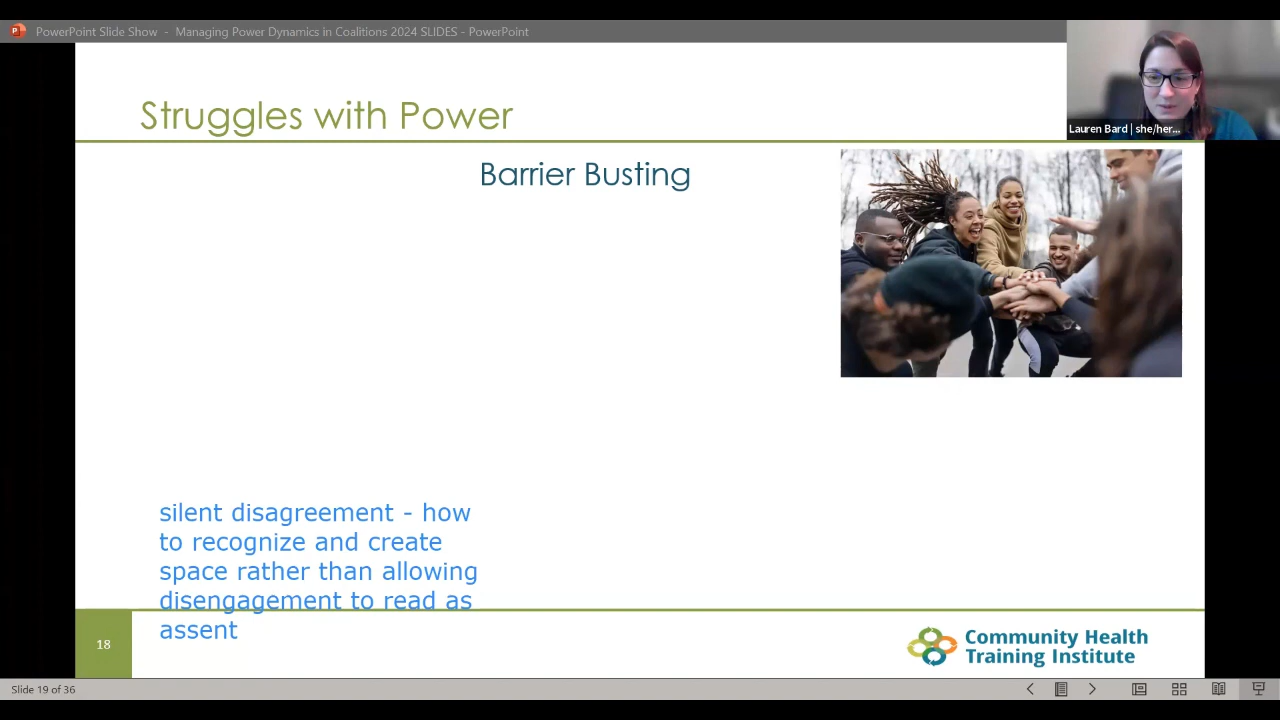 PowerPoint Slide Show - Managing Power Dynamics in Coalitions 2024 SLIDES - PowerPoint
Lauren Bard | she/her...
Struggles with Power
Barrier Busting
silent disagreement - how
to recognize and create
space rather than allowing
disengagement to read as
assent
18
Community Health
Training Institute
Slide 19 of 36